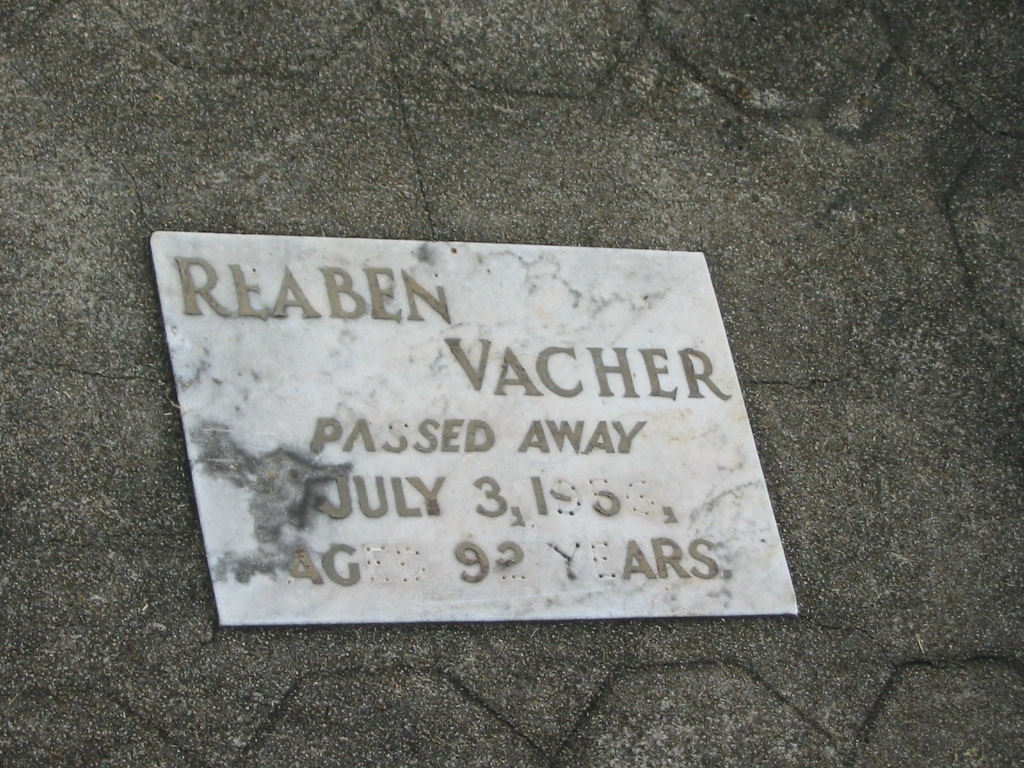 REABEN
VACHER
PASSED AWAY
JULY 3,
AGED 92 YEARS.